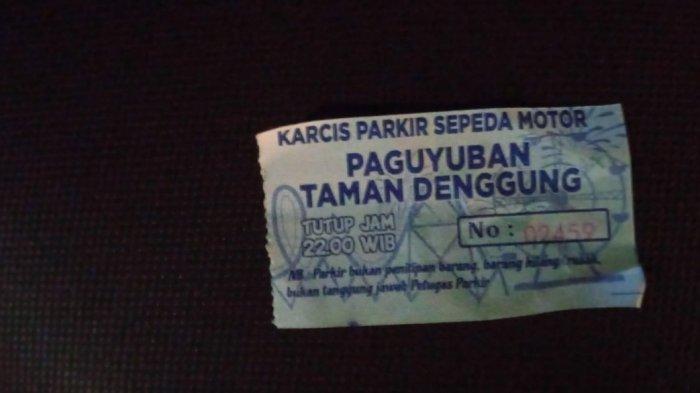 KARCIS PARKIR SEPEDA MOTOR
PAGUYUBAN
TAMAN DENGGUNG
TUTUP JAM
22.00 WIB
No : 02459
NB : Parkir bukan penitipan barang, barang hilang, rusak,
bukan tanggung jawab Petugas Parkir